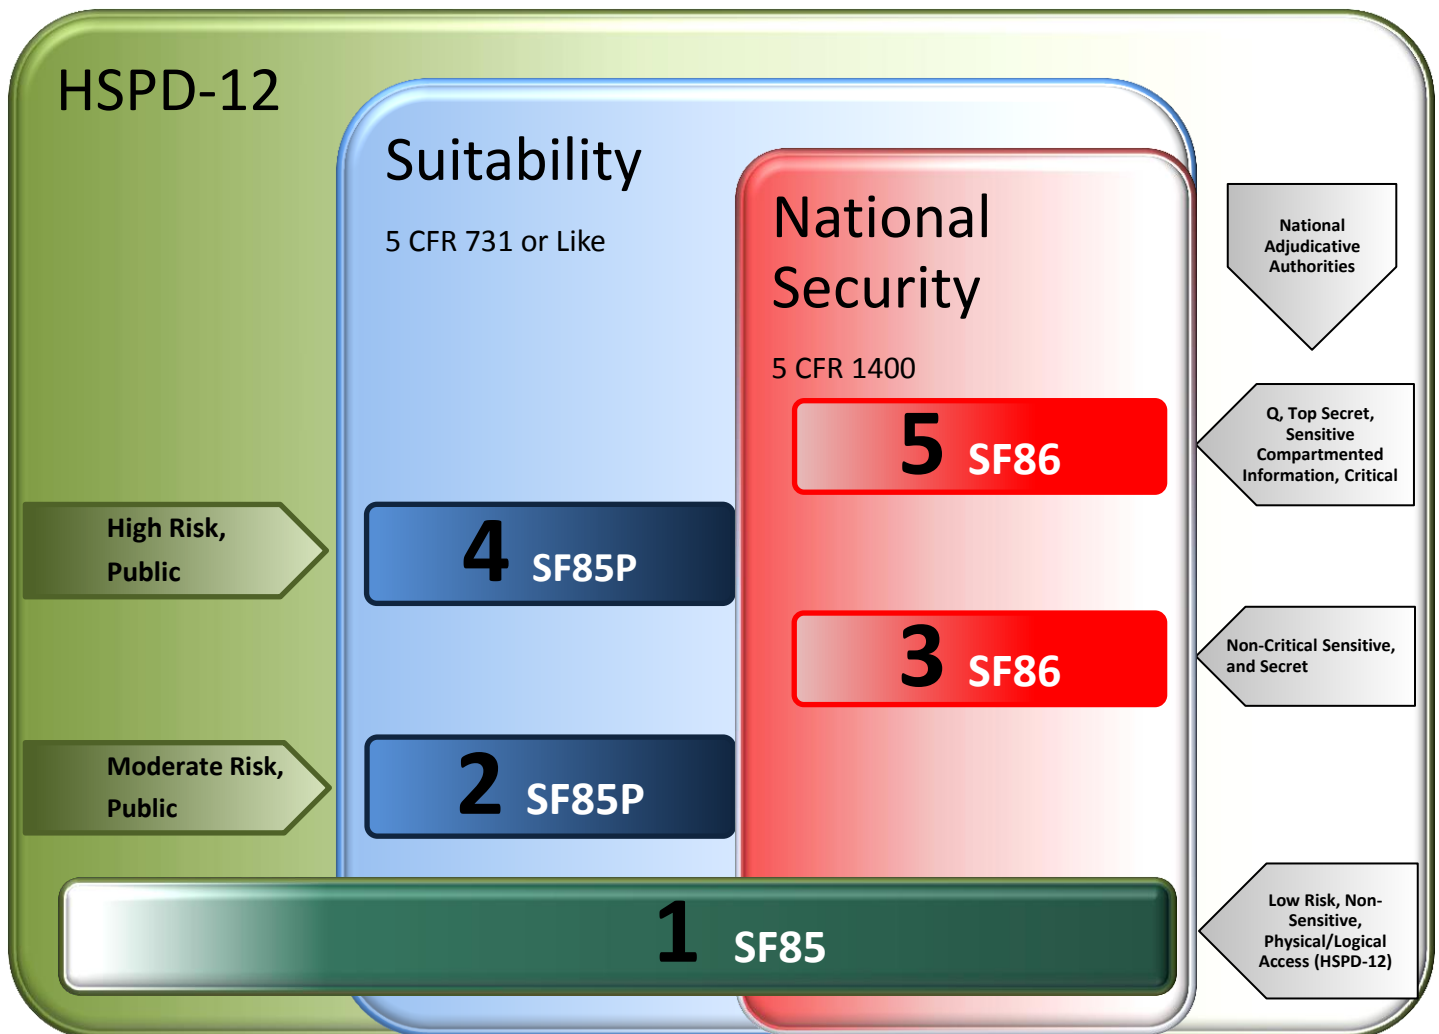 HSPD-12
Suitability
5 CFR 731 or Like
National
Security
5 CFR 1400
National
Adjudicative
Authorities
5 SF86
Q, Top Secret,
Sensitive
Compartmented
Information, Critical
High Risk,
Public
4 SF85P
3 SF86
Non-Critical Sensitive,
and Secret
Moderate Risk,
Public
2 SF85P
1 SF85
Low Risk, Non-
Sensitive,
Physical/Logical
Access (HSPD-12)